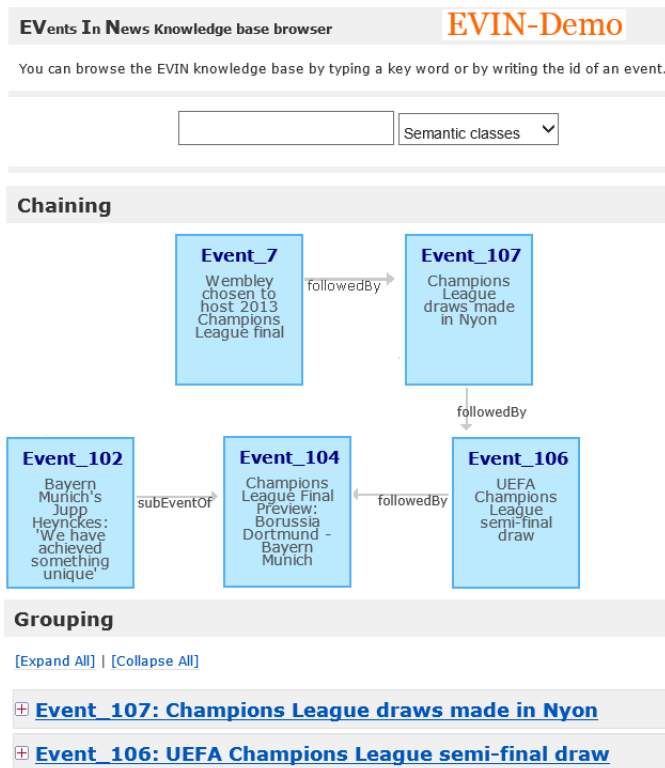 EVents In News Knowledge base browser
EVIN-Demo
You can browse the EVIN knowledge base by typing a key word or by writing the id of an event.
Semantic classes
Chaining
Event_7
Wembley
chosen to
host 2013
Champions
League final
followedBy
Event_107
Champions
League
draws made
in Nyon
followedBy
Event_102
Bayern
Munich's
Jupp
Heynckes:
'We have
achieved
something
unique'
subEventOf
Event_104
Champions
League Final
Preview:
Borussia
Dortmund -
Bayern
Munich
followedBy
Event_106
UEFA
Champions
League
semi-final
draw
Grouping
[Expand All] | [Collapse All]
Event_107: Champions League draws made in Nyon
Event_106: UEFA Champions League semi-final draw